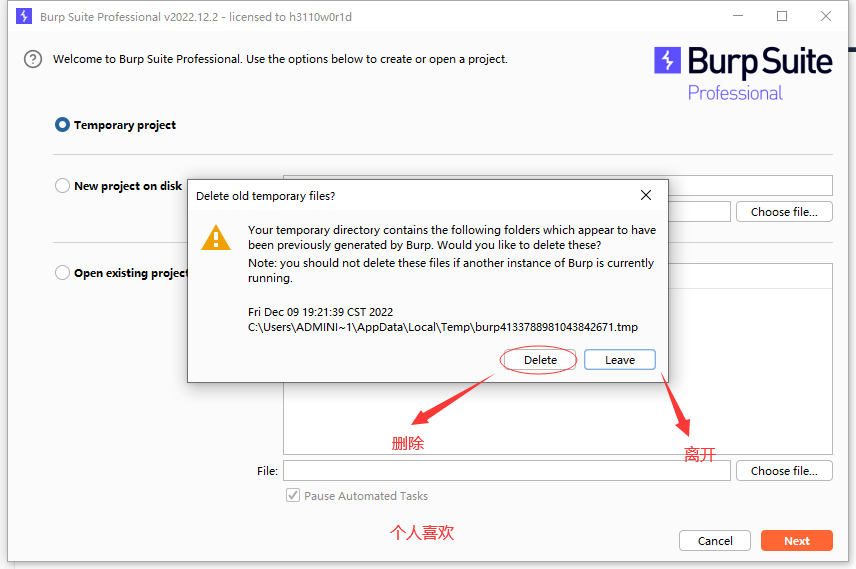 Burp Suite Professional v2022.12.2 - licensed to h3110w0r1d
Welcome to Burp Suite Professional. Use the options below to create or open a project.
Burp Suite
Professional
Temporary project
New project on disk
Choose file...
Open existing project
Delete old temporary files?
Your temporary directory contains the following folders which appear to have
been previously generated by Burp. Would you like to delete these?
Note: you should not delete these files if another instance of Burp is currently
running.
Fri Dec 09 19:21:39 CST 2022
C:\Users\ADMINI~1\AppData\Local\Temp\burp4133788981043842671.tmp
Delete Leave
删除
离开
File: Choose file...
Pause Automated Tasks
个人喜欢
Cancel Next